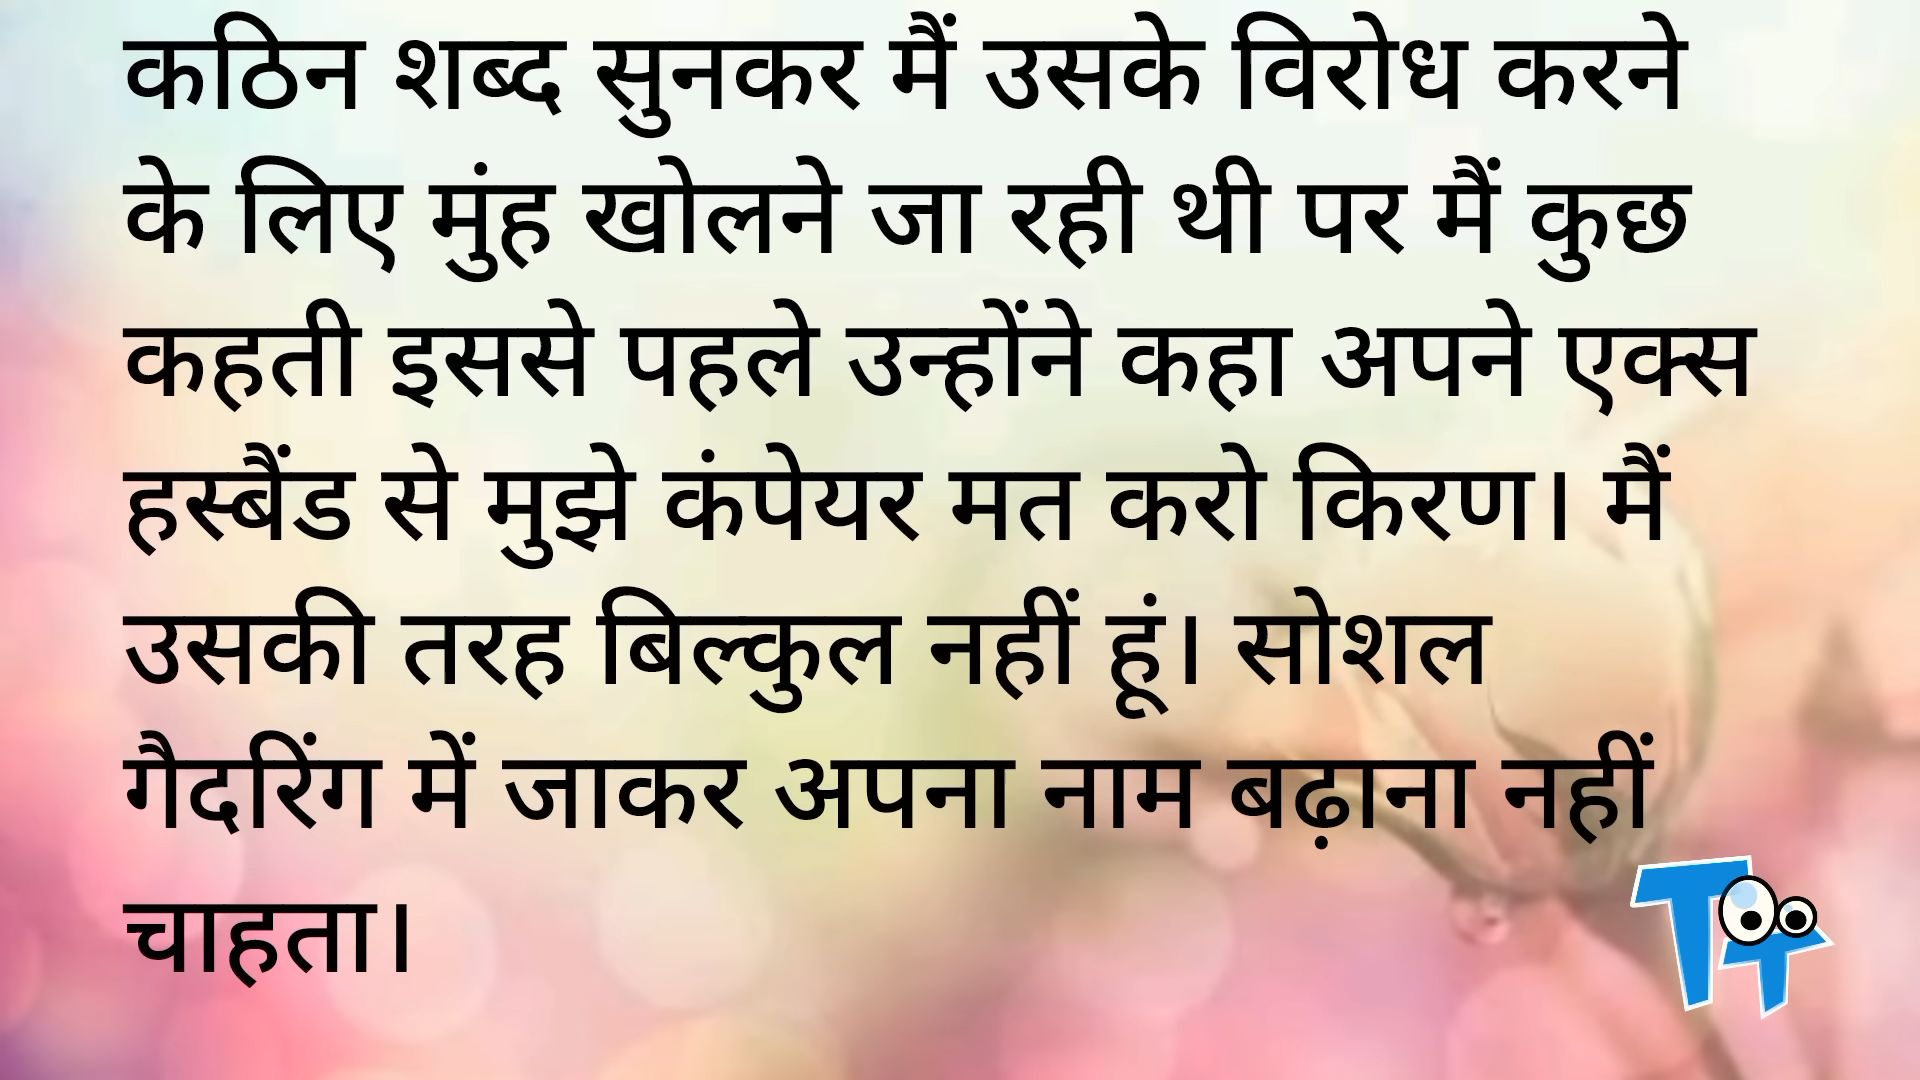 कठिन शब्द सुनकर मैं उसके विरोध करने
के लिए मुंह खोलने जा रही थी पर मैं कुछ
कहती इससे पहले उन्होंने कहा अपने एक्स
हस्बैंड से मुझे कंपेयर मत करो किरण। मैं
उसकी तरह बिल्कुल नहीं हूं। सोशल
गैदरिंग में जाकर अपना नाम बढ़ाना नहीं
चाहता।
TT